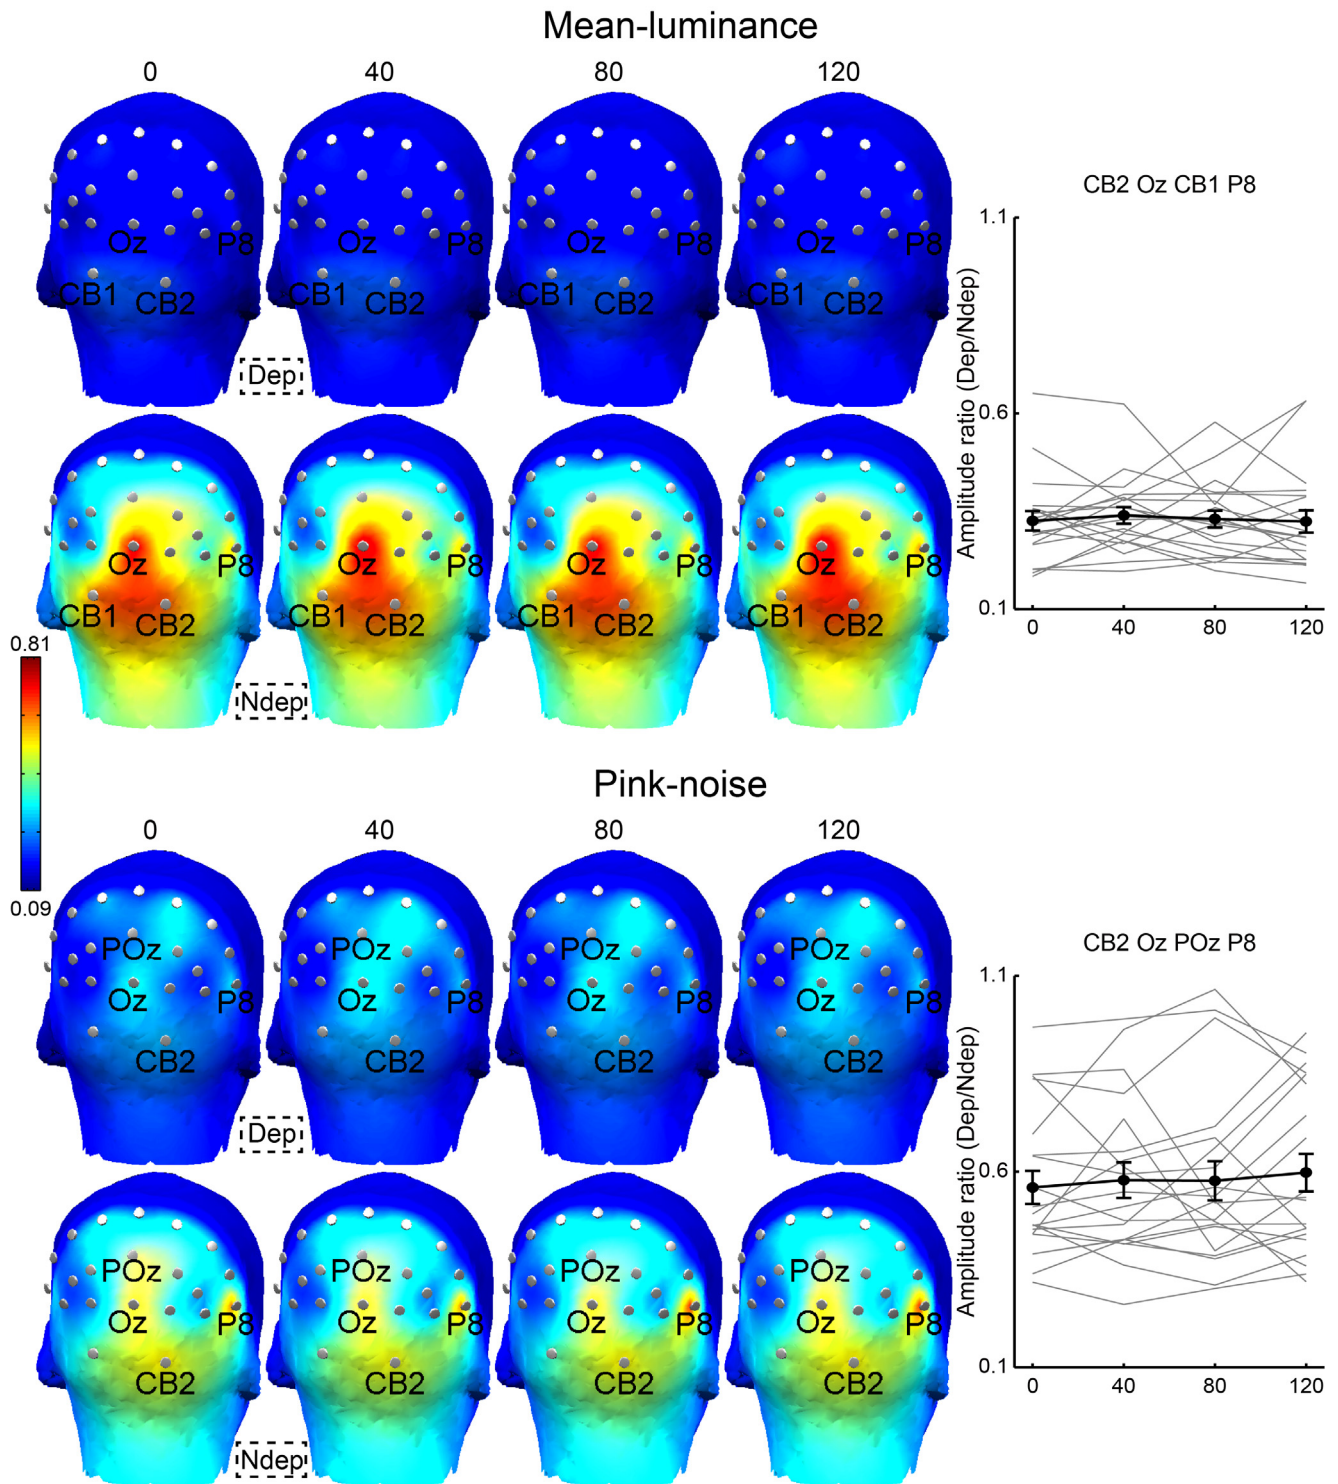 Mean-luminance
0 40 80 120
Oz P8 Oz P8 Oz P8 Oz P8
CB1 CB2 CB1 CB2 CB1 CB2 CB1 CB2
Dep
Oz P8 Oz P8 Oz P8 Oz P8
CB1 CB2 CB1 CB2 CB1 CB2 CB1 CB2
Ndep
CB2 Oz CB1 P8
Amplitude ratio (Dep/Ndep)
1.1
0.6
0.1
0 40 80 120
0.81
0.09
Pink-noise
0 40 80 120
POz POz POz POz
Oz P8 Oz P8 Oz P8 Oz P8
CB2 CB2 CB2 CB2
Dep
POz POz POz POz
Oz P8 Oz P8 Oz P8 Oz P8
CB2 CB2 CB2 CB2
Ndep
CB2 Oz POz P8
Amplitude ratio (Dep/Ndep)
1.1
0.6
0.1
0 40 80 120